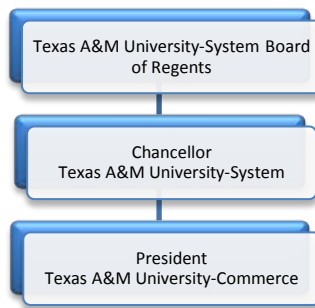 Texas A&M University-System Board
of Regents
Chancellor
Texas A&M University-System
President
Texas A&M University-Commerce